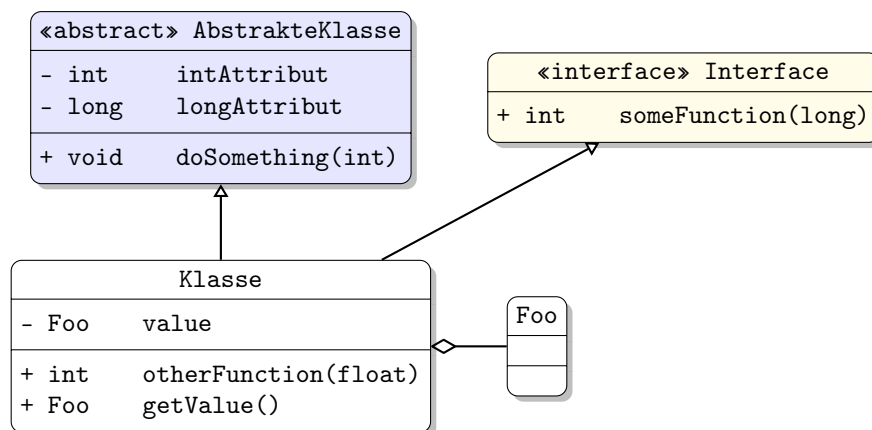 «abstract» AbstrakteKlasse
- int intAttribut
- long longAttribut
+ void doSomething(int)
«interface» Interface
+ int someFunction(long)
Klasse
- Foo value
+ int otherFunction(float)
+ Foo getValue()
Foo